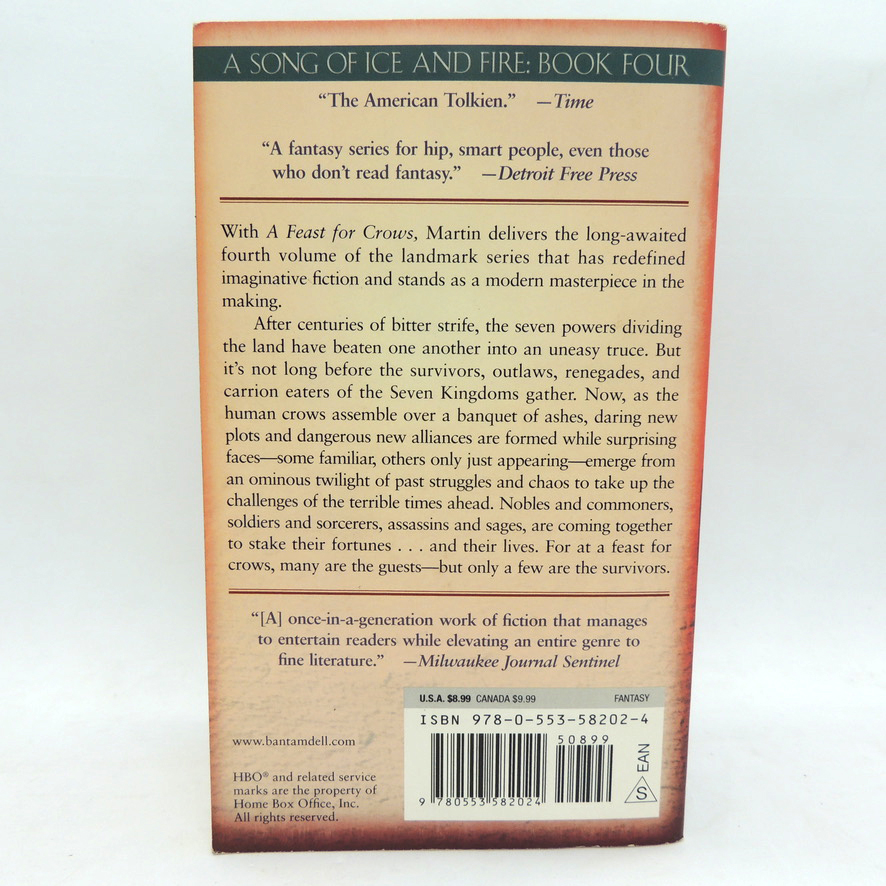 A SONG OF ICE AND FIRE: BOOK FOUR
“The American Tolkien.” —Time
“A fantasy series for hip, smart people, even those
who don’t read fantasy.” —Detroit Free Press
With A Feast for Crows, Martin delivers the long-awaited
fourth volume of the landmark series that has redefined
imaginative fiction and stands as a modern masterpiece in the
making.
After centuries of bitter strife, the seven powers dividing
the land have beaten one another into an uneasy truce. But
it’s not long before the survivors, outlaws, renegades, and
carrion eaters of the Seven Kingdoms gather. Now, as the
human crows assemble over a banquet of ashes, daring new
plots and dangerous new alliances are formed while surprising
faces—some familiar, others only just appearing—emerge from
an ominous twilight of past struggles and chaos to take up the
challenges of the terrible times ahead. Nobles and commoners,
soldiers and sorcerers, assassins and sages, are coming together
to stake their fortunes . . . and their lives. For at a feast for
crows, many are the guests—but only a few are the survivors.
“[A] once-in-a-generation work of fiction that manages
to entertain readers while elevating an entire genre to
fine literature.” —Milwaukee Journal Sentinel
U.S.A. $8.99 CANADA $9.99 FANTASY
ISBN 978-0-553-58202-4
50899
EAN
S
9 780553 582024
www.bantamdell.com
HBO® and related service
marks are the property of
Home Box Office, Inc.
All rights reserved.